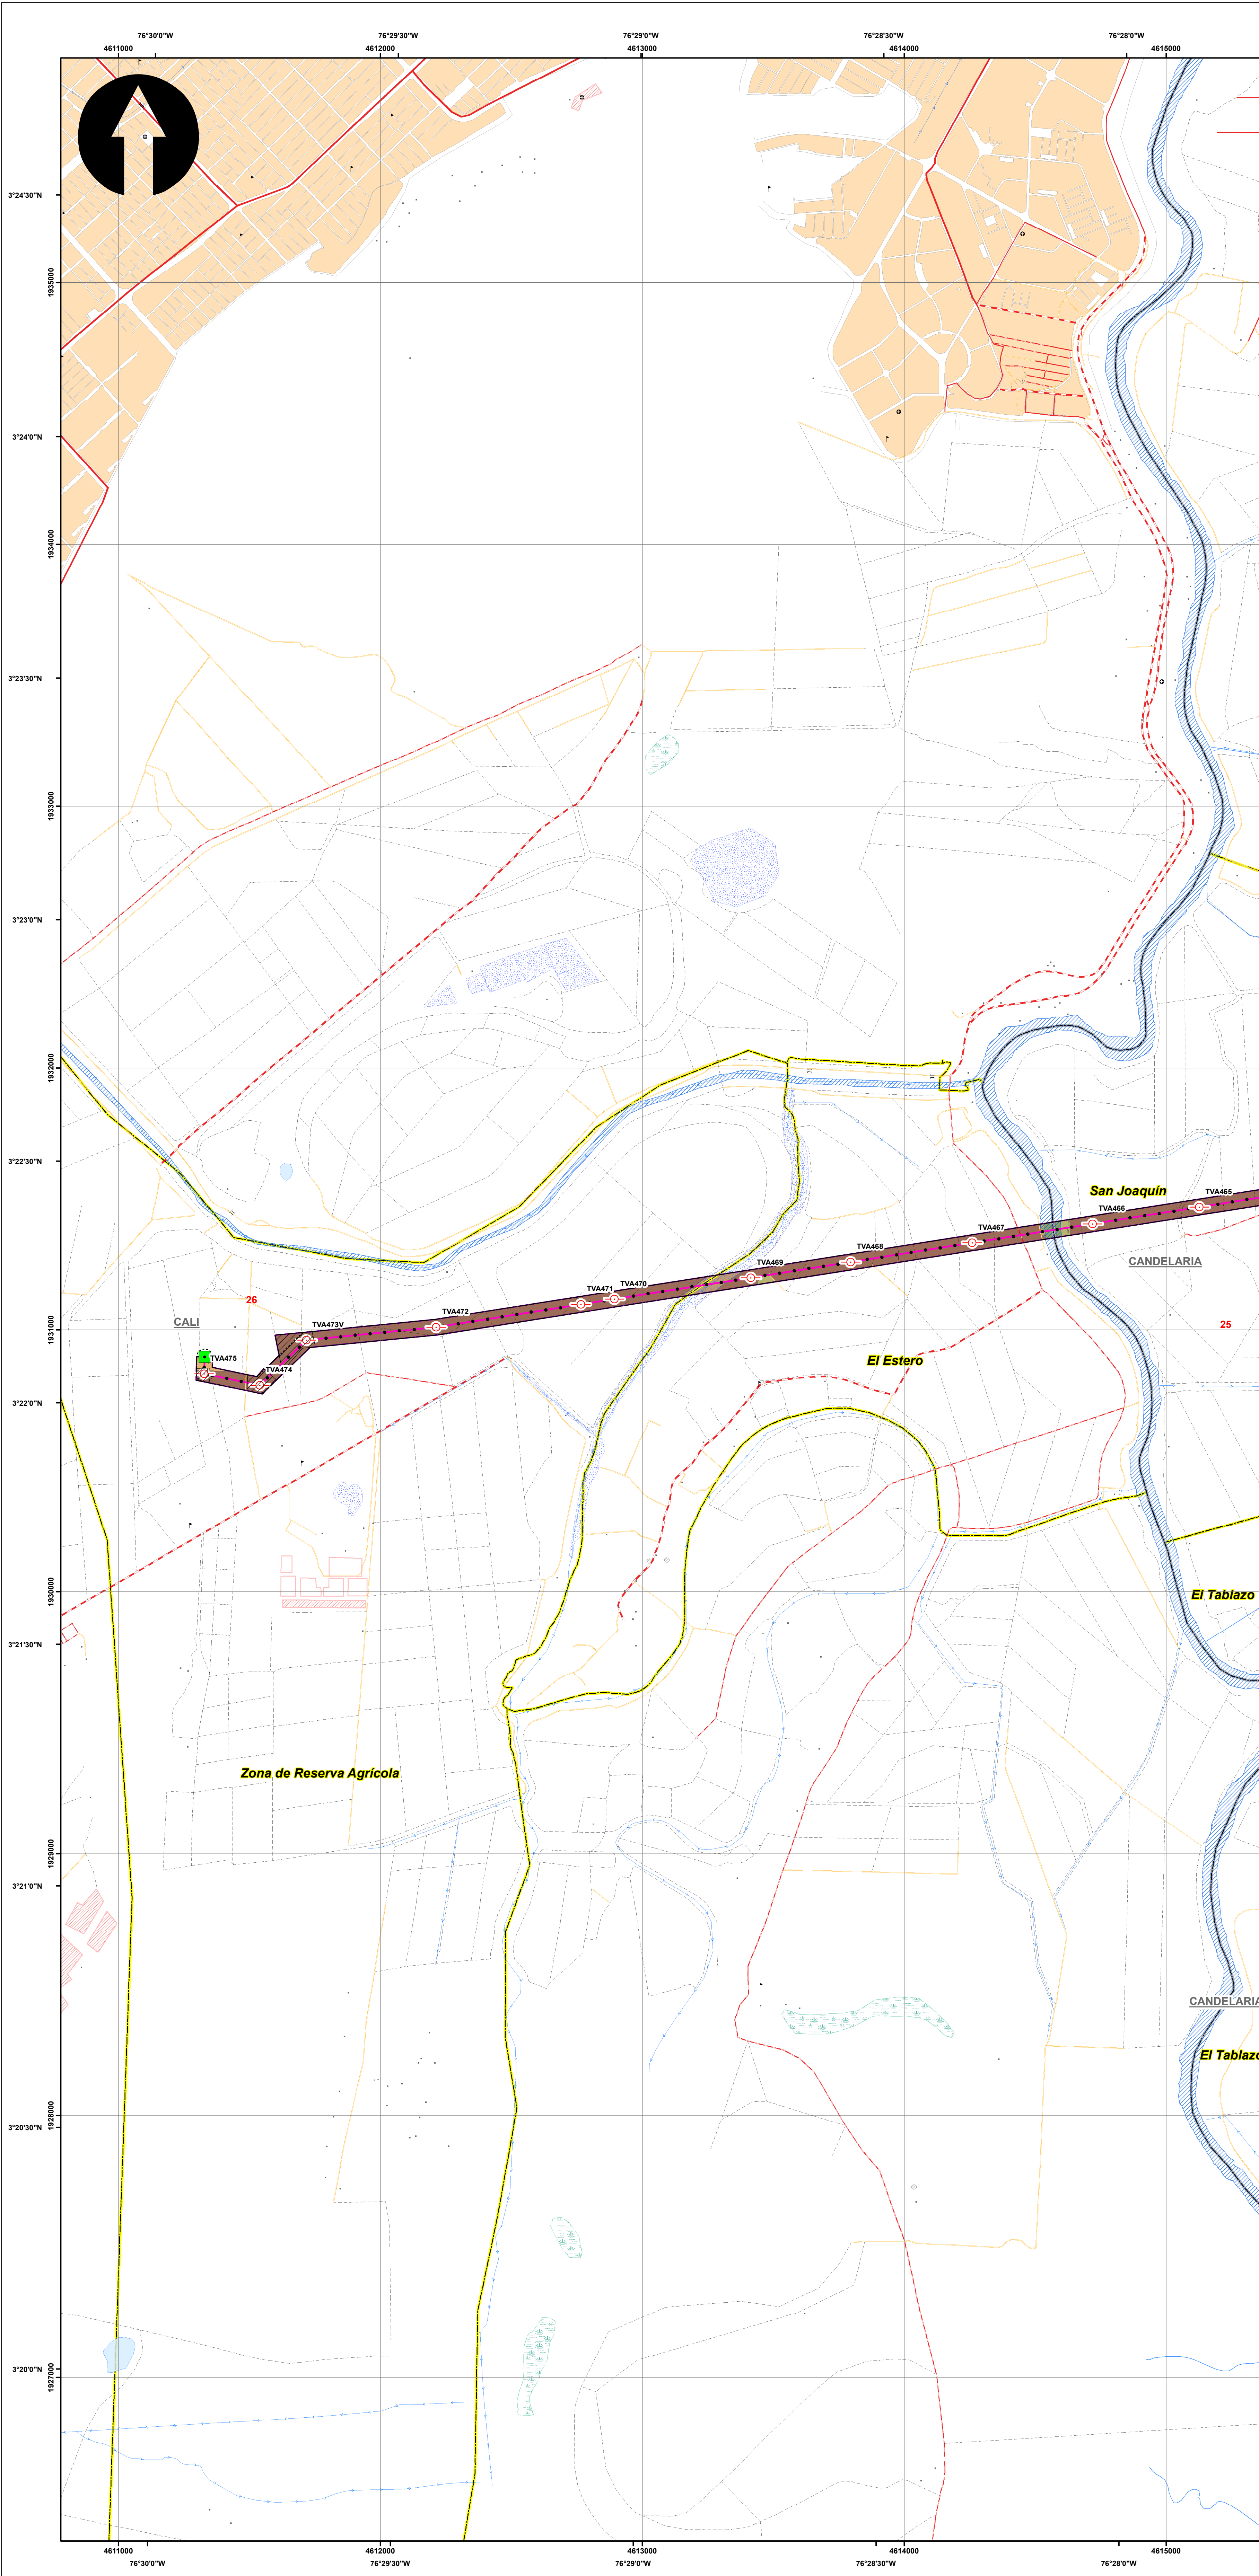 76°30'0"W 76°29'30"W 76°29'0"W 76°28'30"W 76°28'0"W
4611000 4612000 4613000 4614000 4615000
3°24'30"N
1935000
3°24'0"N
1934000
3°23'30"N
1933000
3°23'0"N
1932000
3°22'30"N
San Joaquín
TVA465
TVA466
TVA467
CANDELARIA
TVA468
TVA469
TVA471
TVA470
26
TVA472
CALI
TVA473V
25
1931000
TVA475
El Estero
TVA474
3°22'0"N
1930000
El Tablazo
3°21'30"N
Zona de Reserva Agrícola
1929000
3°21'0"N
CANDELARIA
El Tablazo
1928000
3°20'30"N
3°20'0"N
1927000
4611000 4612000 4613000 4614000 4615000
76°30'0"W 76°29'30"W 76°29'0"W 76°28'30"W 76°28'0"W